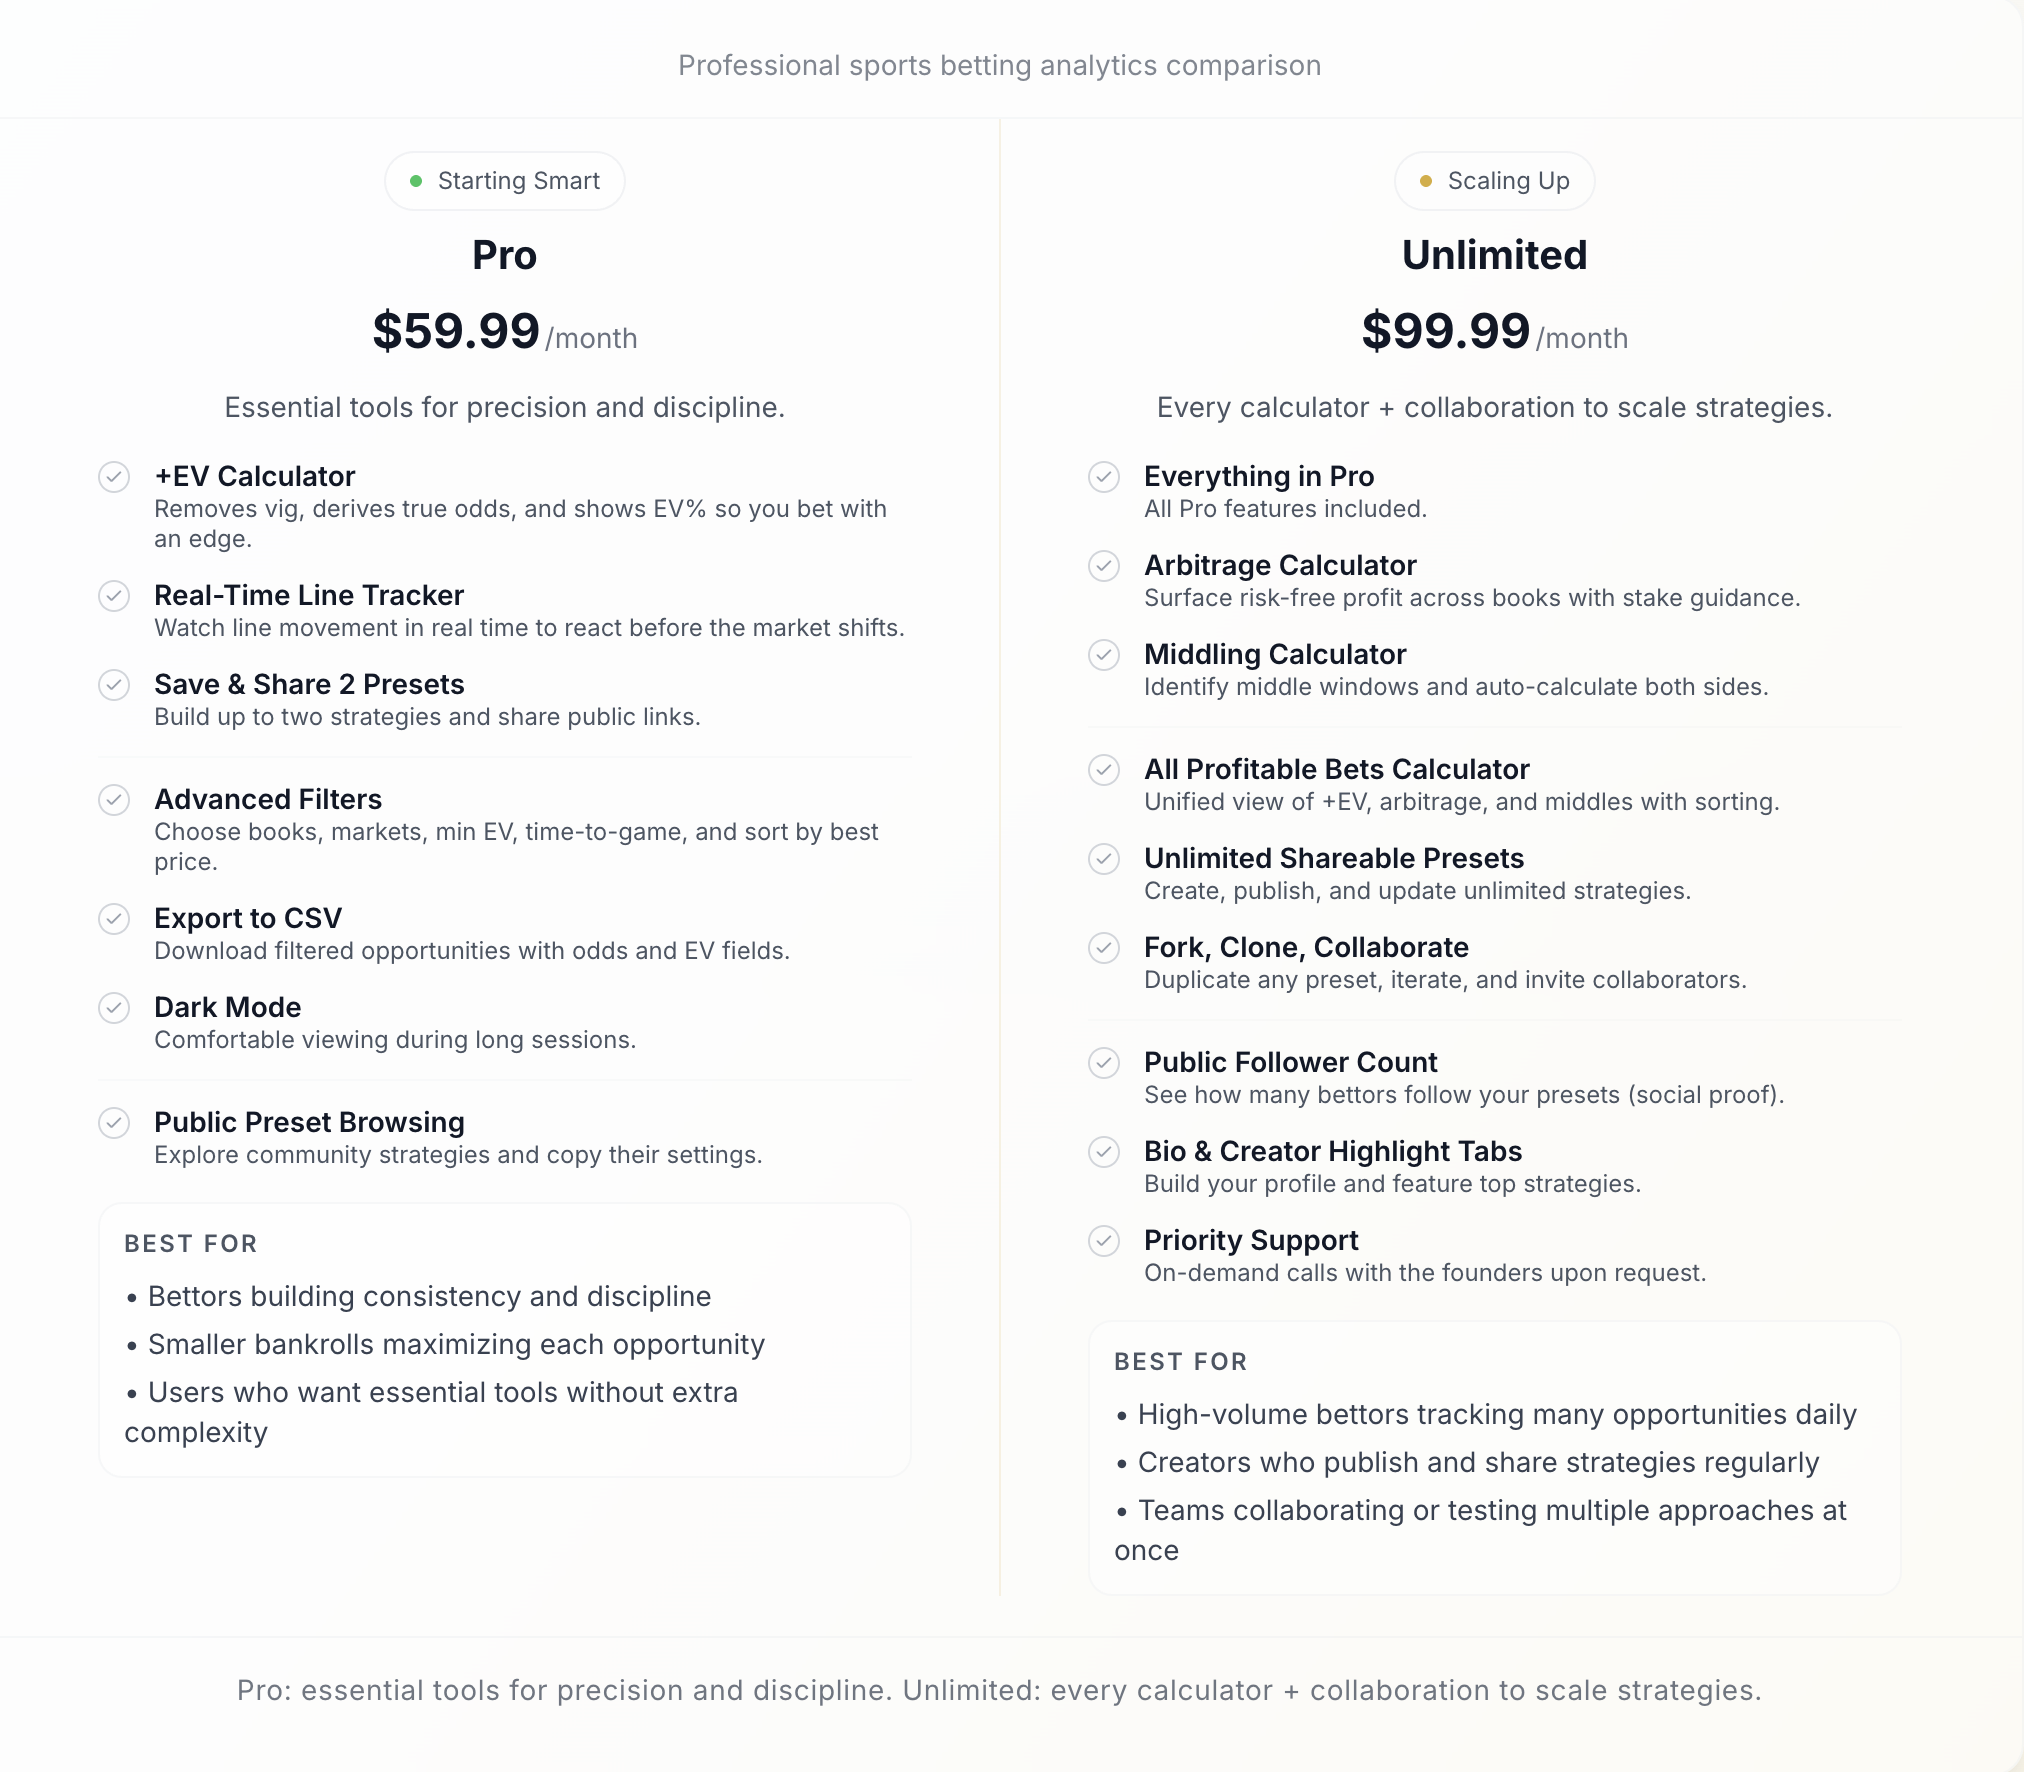 Professional sports betting analytics comparison
Starting Smart
Pro
$59.99/month
Essential tools for precision and discipline.
+EV Calculator
Removes vig, derives true odds, and shows EV% so you bet with
an edge.
Real-Time Line Tracker
Watch line movement in real time to react before the market shifts.
Save & Share 2 Presets
Build up to two strategies and share public links.
Advanced Filters
Choose books, markets, min EV, time-to-game, and sort by best
price.
Export to CSV
Download filtered opportunities with odds and EV fields.
Dark Mode
Comfortable viewing during long sessions.
Public Preset Browsing
Explore community strategies and copy their settings.
BEST FOR
• Bettors building consistency and discipline
• Smaller bankrolls maximizing each opportunity
• Users who want essential tools without extra
complexity
Scaling Up
Unlimited
$99.99/month
Every calculator + collaboration to scale strategies.
Everything in Pro
All Pro features included.
Arbitrage Calculator
Surface risk-free profit across books with stake guidance.
Middling Calculator
Identify middle windows and auto-calculate both sides.
All Profitable Bets Calculator
Unified view of +EV, arbitrage, and middles with sorting.
Unlimited Shareable Presets
Create, publish, and update unlimited strategies.
Fork, Clone, Collaborate
Duplicate any preset, iterate, and invite collaborators.
Public Follower Count
See how many bettors follow your presets (social proof).
Bio & Creator Highlight Tabs
Build your profile and feature top strategies.
Priority Support
On-demand calls with the founders upon request.
BEST FOR
• High-volume bettors tracking many opportunities daily
• Creators who publish and share strategies regularly
• Teams collaborating or testing multiple approaches at
once
Pro: essential tools for precision and discipline. Unlimited: every calculator + collaboration to scale strategies.